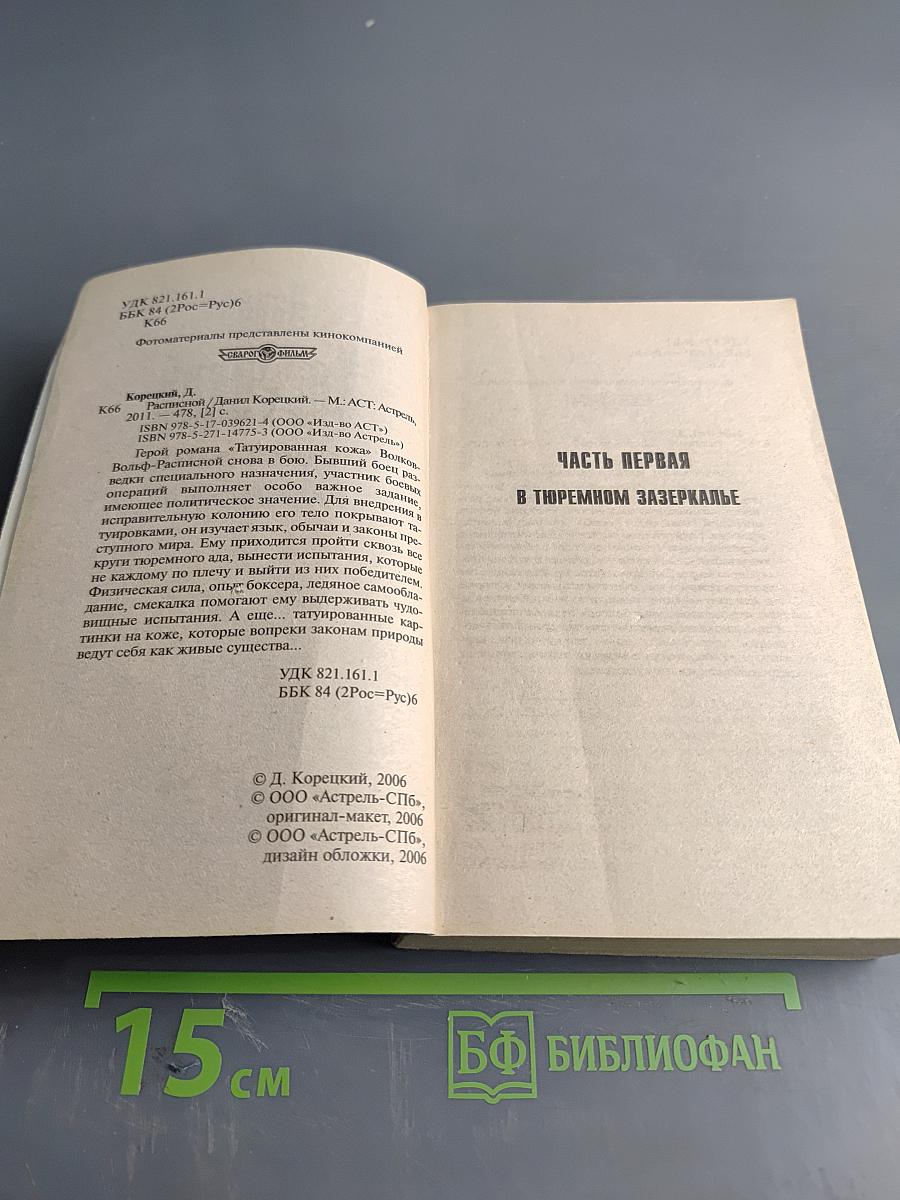 УДК 821.161.1
ББК 84 (2Рос=Рус)6
К66
Фотоматериалы представлены кинокомпанией
СВАРОГ ФИЛЬМ
Корецкий, Д.
К66 Расписной / Данил Корецкий. — М.: АСТ: Астрель,
2011. — 478, [2] с.
ISBN 978-5-17-039621-4 (ООО «Изд-во АСТ»)
ISBN 978-5-271-14775-3 (ООО «Изд-во Астрель»)
Герой романа «Татуированная кожа» Волков-
Вольф-Расписной снова в бою. Бывший боец раз-
ведки специального назначения, участник боевых
операций выполняет особо важное задание,
имеющее политическое значение. Для внедрения в
исправительную колонию его тело покрывают та-
туировками, он изучает язык, обычаи и законы пре-
ступного мира. Ему приходится пройти сквозь все
круги тюремного ада, вынести испытания, которые
не каждому по плечу и выйти из них победителем.
Физическая сила, опыт боксера, ледяное самообла-
дание, смекалка помогают ему выдерживать чудо-
вищные испытания. А еще... татуированные кар-
тинки на коже, которые вопреки законам природы
ведут себя как живые существа...
УДК 821.161.1
ББК 84 (2Рос=Рус)6
© Д. Корецкий, 2006
© ООО «Астрель-СПб»,
оригинал-макет, 2006
© ООО «Астрель-СПб»,
дизайн обложки, 2006
ЧАСТЬ ПЕРВАЯ
В ТЮРЕМНОМ ЗАЗЕРКАЛЬЕ
15 см
БФ БИБЛИОФАН